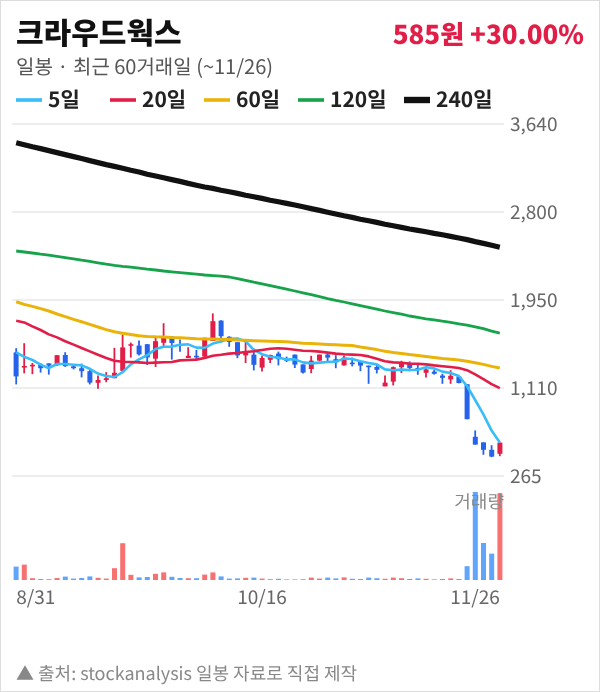 크라우드웍스 585원 +30.00%
일봉 · 최근 60거래일 (~11/26)
5일 20일 60일 120일 240일
3,640
2,800
1,950
1,110
265
거래량
8/31 10/16 11/26
▲ 출처: stockanalysis 일봉 자료로 직접 제작